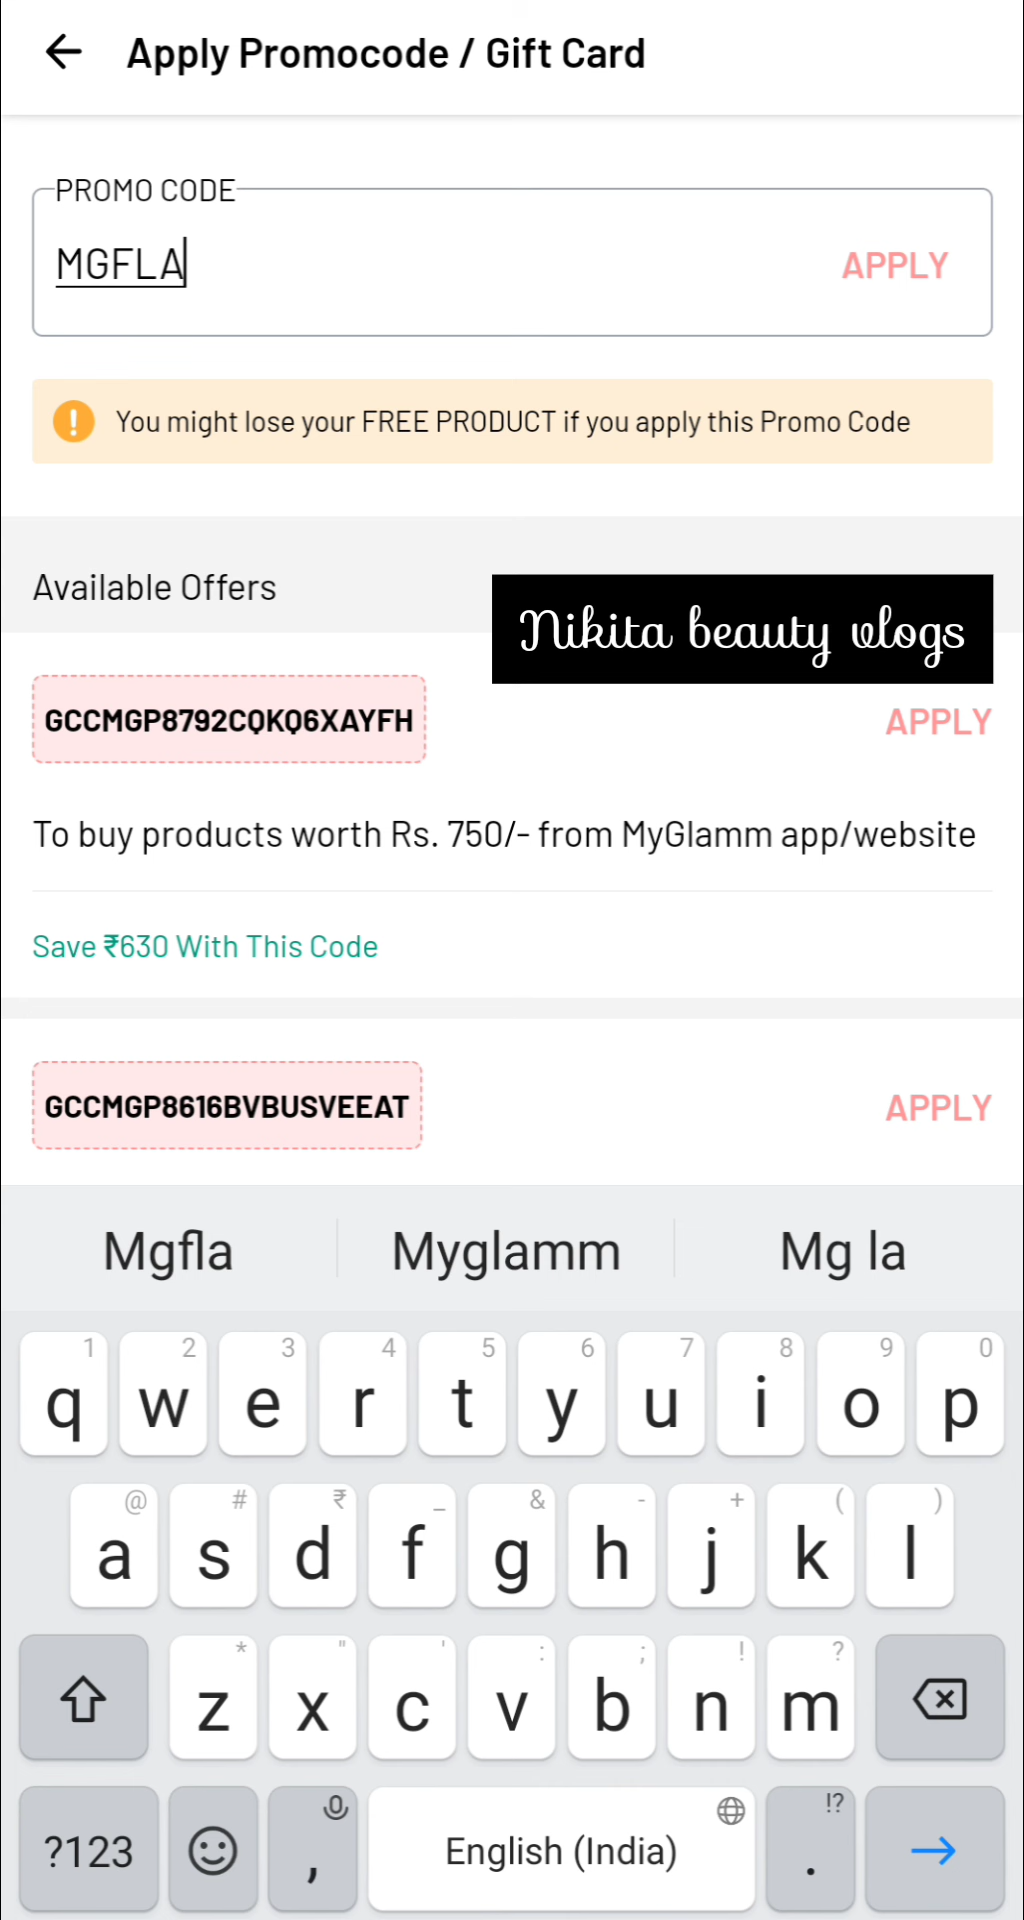 Apply Promocode / Gift Card
PROMO CODE
MGFLA
APPLY
You might lose your FREE PRODUCT if you apply this Promo Code
Available Offers
Nikita beauty vlogs
GCCMGP8792CQKQ6XAYFH
APPLY
To buy products worth Rs. 750/- from MyGlamm app/website
Save ₹630 With This Code
GCCMGP8616BVBUSVEEAT
APPLY
Mgfla Myglamm Mg la
1 2 3 4 5 6 7 8 9 0
q w e r t y u i o p
@ # ₹ _ & - + ( )
a s d f g h j k l
* " ' : ; ! ?
z x c v b n m
!?
?123 , English (India) .